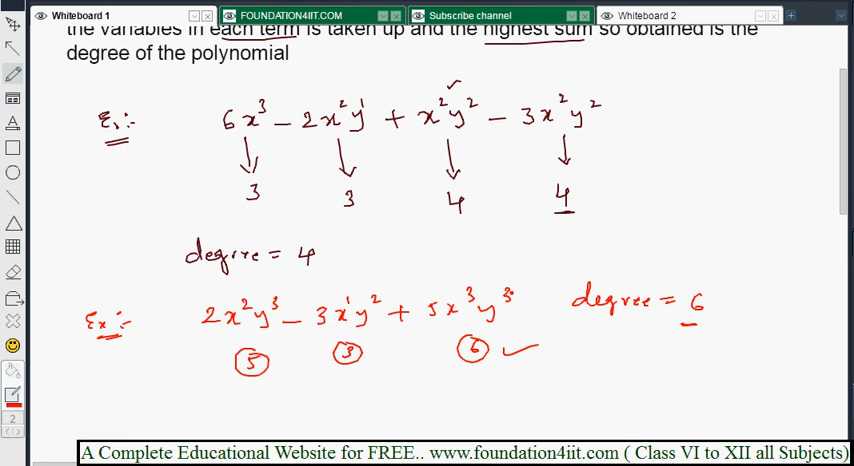 Whiteboard 1 FOUNDATION4IIT.COM Subscribe channel Whiteboard 2
the variables in each term is taken up and the highest sum so obtained is the
degree of the polynomial
Ex:- 6x³ - 2x²y¹ + x²y² - 3x²y²
3 3 4 4
degree = 4
Ex:- 2x²y³ - 3x¹y² + 5x³y³ degree = 6
5 3 6
2
A Complete Educational Website for FREE.. www.foundation4iit.com ( Class VI to XII all Subjects)